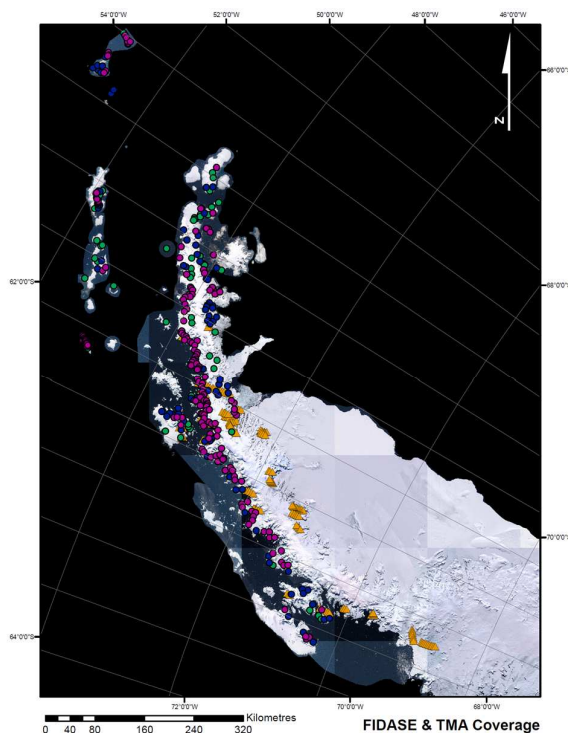 54°0'0"W
52°0'0"W
50°0'0"W
48°0'0"W
46°0'0"W
66°0'0"S
N
62°0'0"S
68°0'0"S
70°0'0"S
64°0'0"S
72°0'0"W
70°0'0"W
68°0'0"W
Kilometres
0 40 80 160 240 320
FIDASE & TMA Coverage